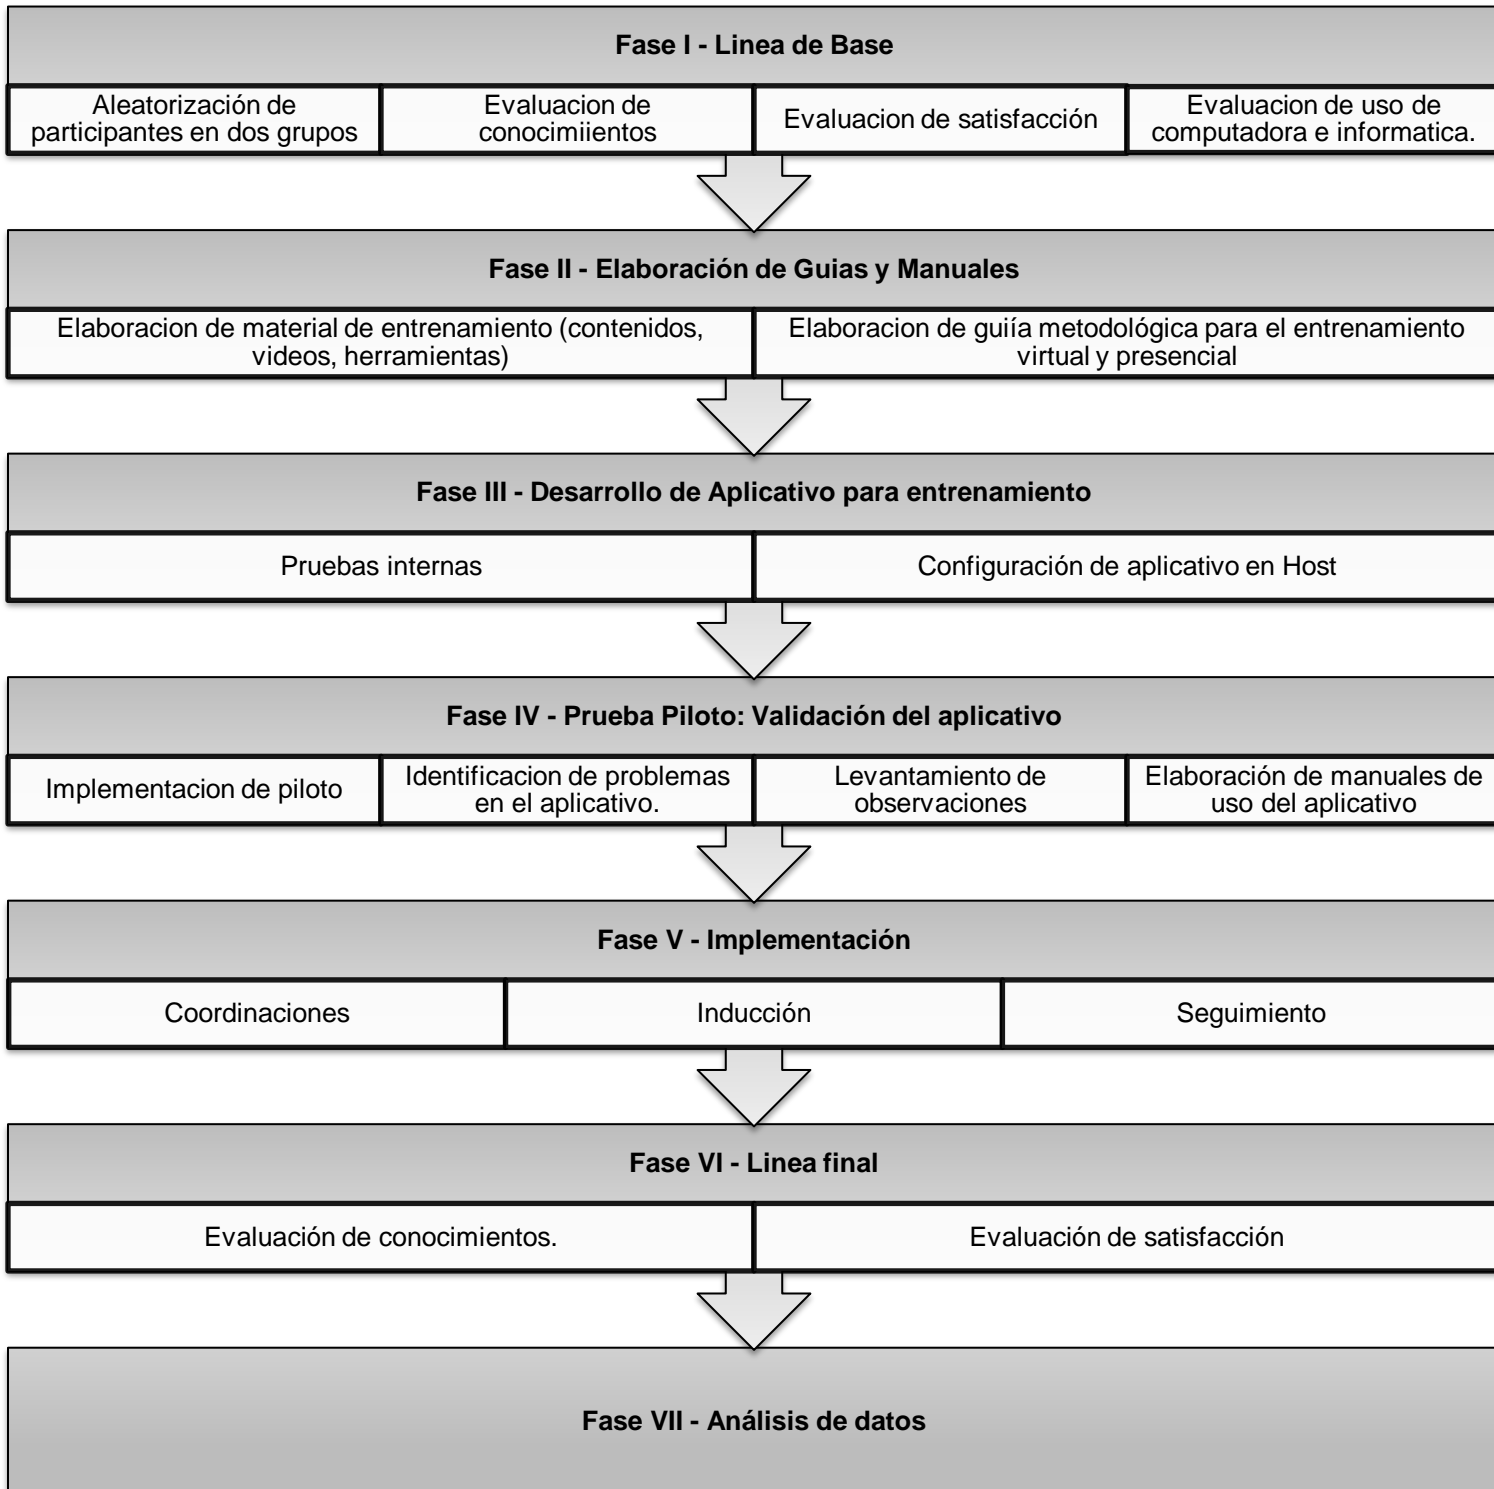 Fase I - Linea de Base
Aleatorización de
participantes en dos grupos
Evaluacion de
conocimiientos
Evaluacion de satisfacción
Evaluacion de uso de
computadora e informatica.
Fase II - Elaboración de Guias y Manuales
Elaboracion de material de entrenamiento (contenidos,
videos, herramientas)
Elaboracion de guiía metodológica para el entrenamiento
virtual y presencial
Fase III - Desarrollo de Aplicativo para entrenamiento
Pruebas internas
Configuración de aplicativo en Host
Fase IV - Prueba Piloto: Validación del aplicativo
Implementacion de piloto
Identificacion de problemas
en el aplicativo.
Levantamiento de
observaciones
Elaboración de manuales de
uso del aplicativo
Fase V - Implementación
Coordinaciones
Inducción
Seguimiento
Fase VI - Linea final
Evaluación de conocimientos.
Evaluación de satisfacción
Fase VII - Análisis de datos